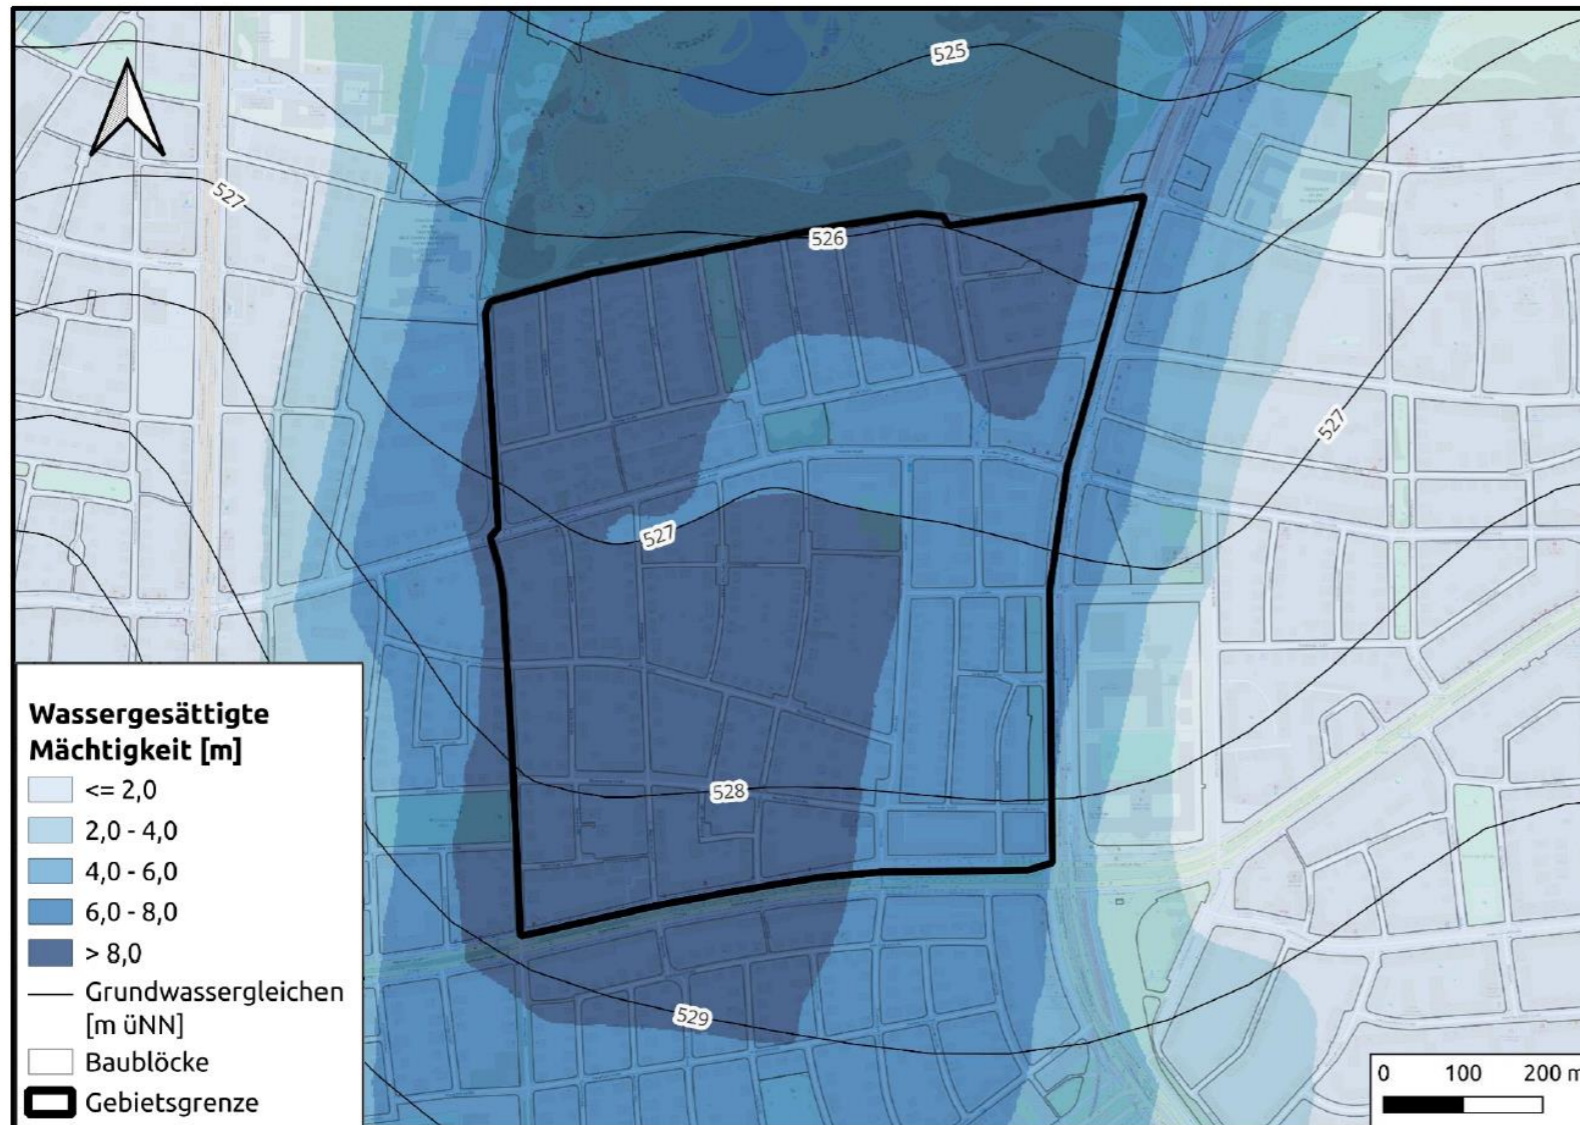 525
527
526
527
527
528
529
Wassergesättigte
Mächtigkeit [m]
<= 2,0
2,0 - 4,0
4,0 - 6,0
6,0 - 8,0
> 8,0
Grundwassergleichen
[m üNN]
Baublöcke
Gebietsgrenze
0 100 200 m